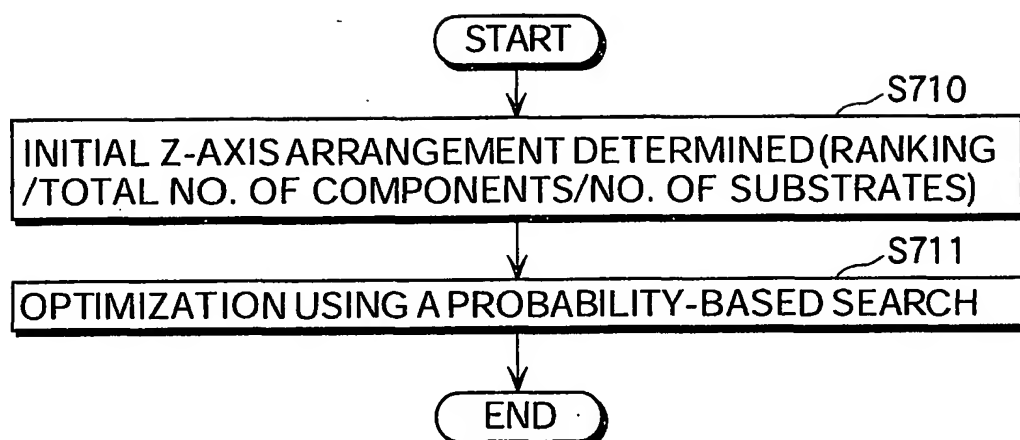 START
S710
INITIAL Z-AXIS ARRANGEMENT DETERMINED (RANKING
/TOTAL NO. OF COMPONENTS/NO. OF SUBSTRATES)
S711
OPTIMIZATION USING A PROBABILITY-BASED SEARCH
END